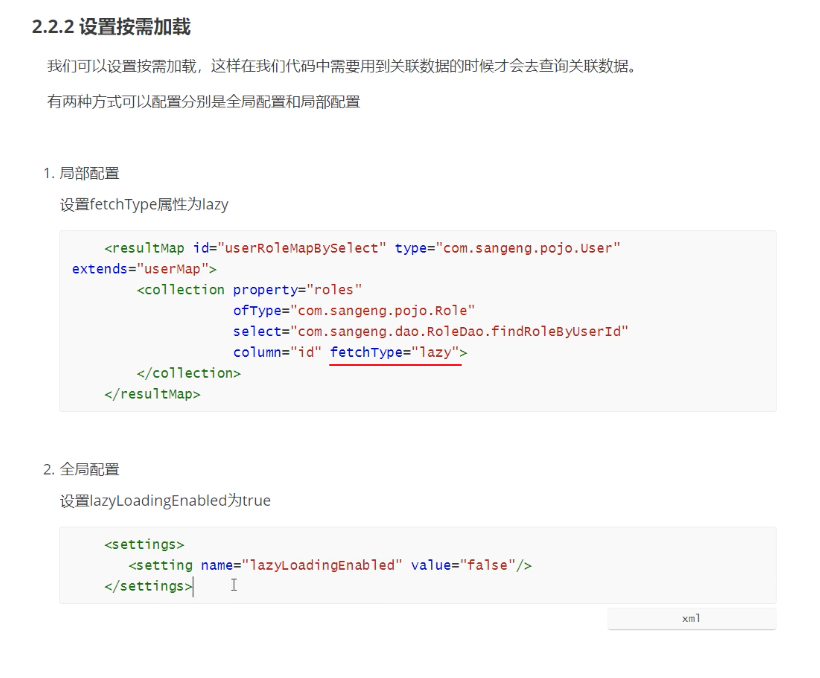 2.2.2 设置按需加载
我们可以设置按需加载，这样在我们代码中需要用到关联数据的时候才会去查询关联数据。
有两种方式可以配置分别是全局配置和局部配置
1. 局部配置
设置fetchType属性为lazy
<resultMap id="userRoleMapBySelect" type="com.sangeng.pojo.User"
extends="userMap">
<collection property="roles"
ofType="com.sangeng.pojo.Role"
select="com.sangeng.dao.RoleDao.findRoleByUserId"
column="id" fetchType="lazy">
</collection>
</resultMap>
2. 全局配置
设置lazyLoadingEnabled为true
<settings>
<setting name="lazyLoadingEnabled" value="false"/>
</settings>
xml